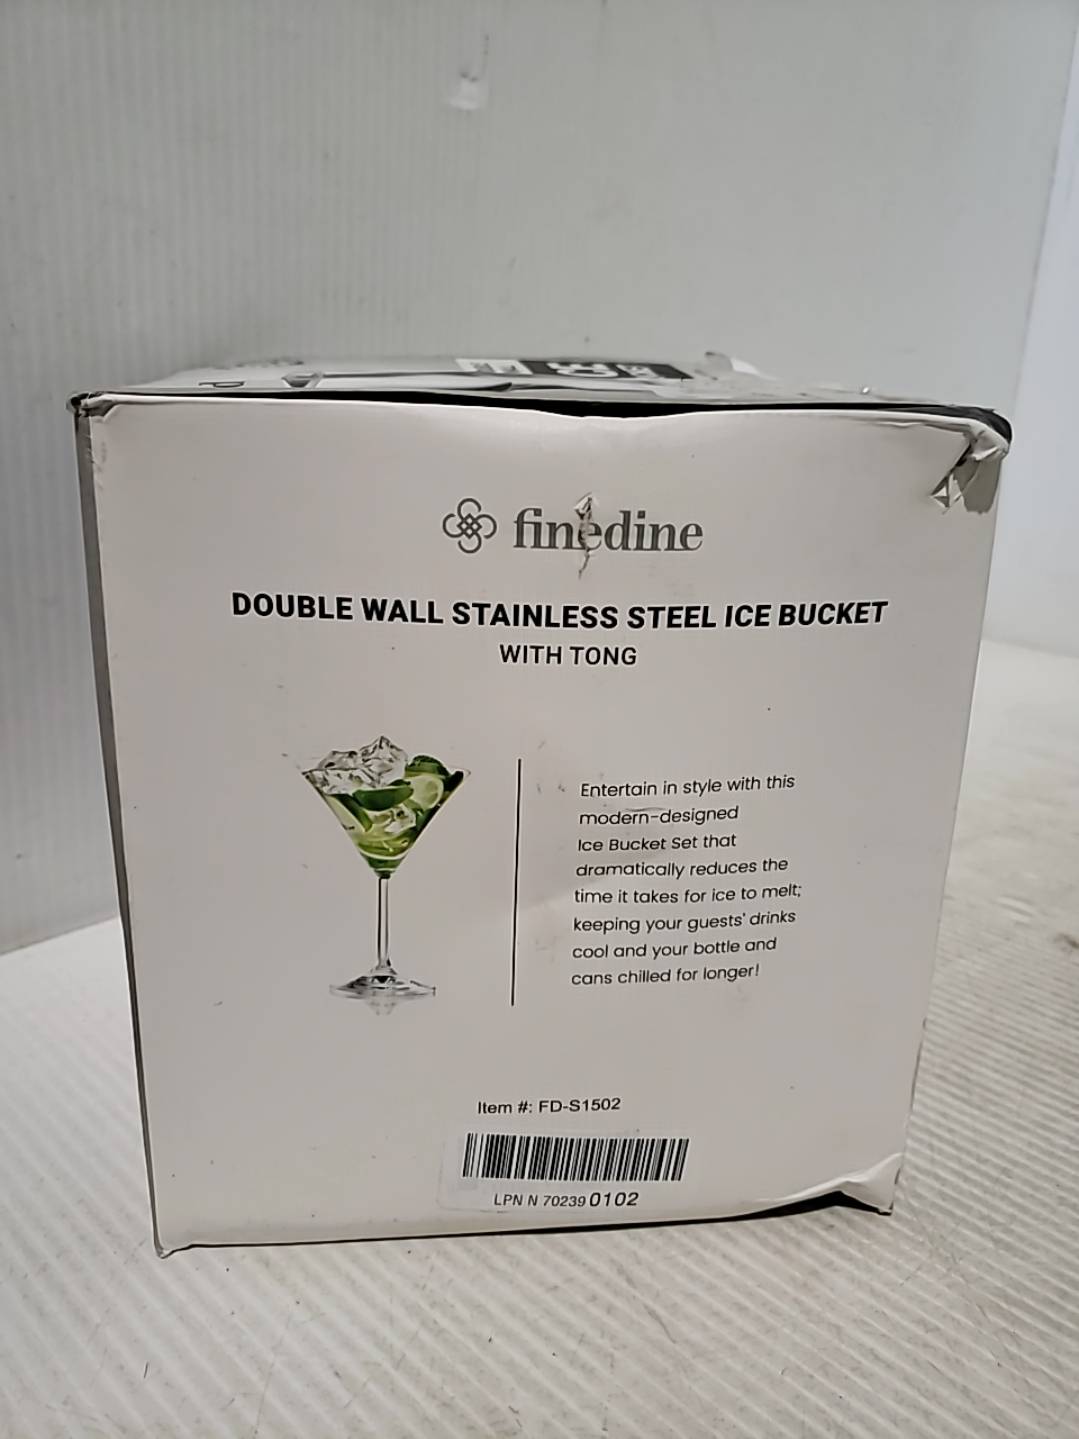 finedine
DOUBLE WALL STAINLESS STEEL ICE BUCKET
WITH TONG
Entertain in style with this
modern-designed
Ice Bucket Set that
dramatically reduces the
time it takes for ice to melt;
keeping your guests' drinks
cool and your bottle and
cans chilled for longer!
Item #: FD-S1502
LPN N 70239 0102